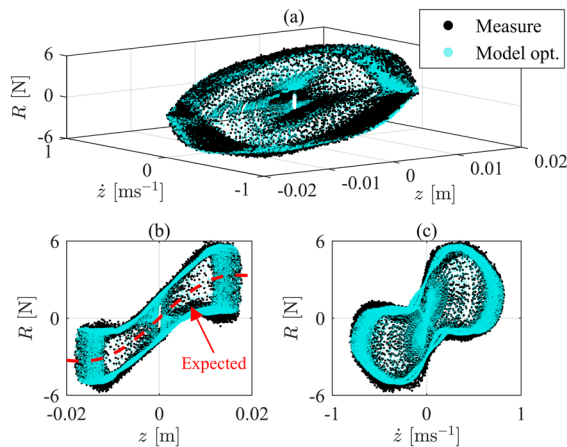 (a)
Measure
Model opt.
R [N]
6
0
-6
1
0
-1
ż [ms⁻¹]
-0.02
-0.01
0
0.01
0.02
z [m]
(b)
(c)
R [N]
6
0
-6
Expected
-0.02
0
0.02
z [m]
R [N]
6
0
-6
-1
0
1
ż [ms⁻¹]